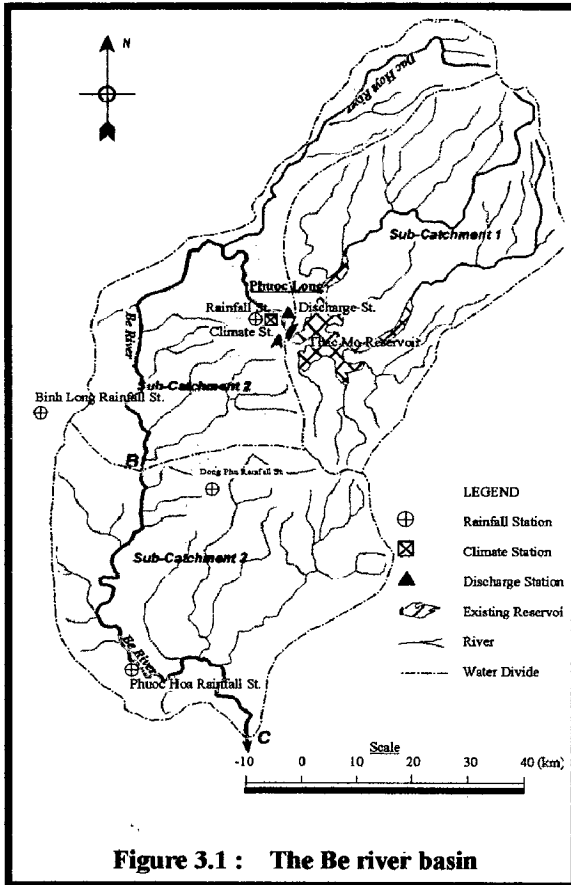 N
Dac Hoyt River
Sub-Catchment 1
Phuoc Long
Rainfall St.
Discharge-St.
Climate St.
Thac Mo Reservoir
A
Be River
Sub-Catchment 2
Binh Long Rainfall St.
B
Dong Phu Rainfall St.
Sub-Catchment 2
Be River
Phuoc Hoa Rainfall St.
C
LEGEND
Rainfall Station
Climate Station
Discharge Station
Existing Reservoi
River
Water Divide
Scale
-10 0 10 20 30 40 (km)
Figure 3.1 : The Be river basin